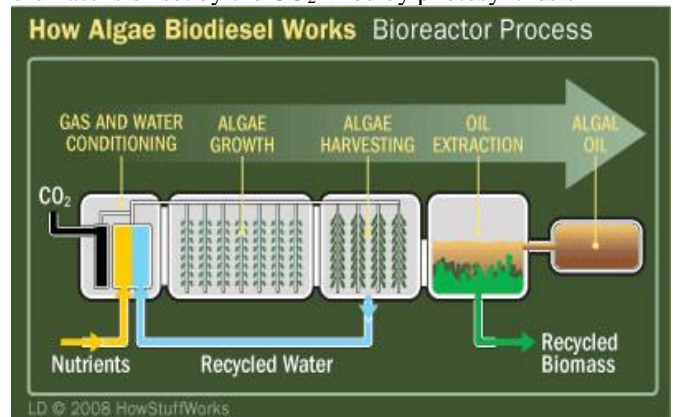 How Algae Biodiesel Works Bioreactor Process
GAS AND WATER
CONDITIONING
ALGAE
GROWTH
ALGAE
HARVESTING
OIL
EXTRACTION
ALGAL
OIL
CO₂
Nutrients
Recycled Water
Recycled
Biomass
LD © 2008 HowStuffWorks